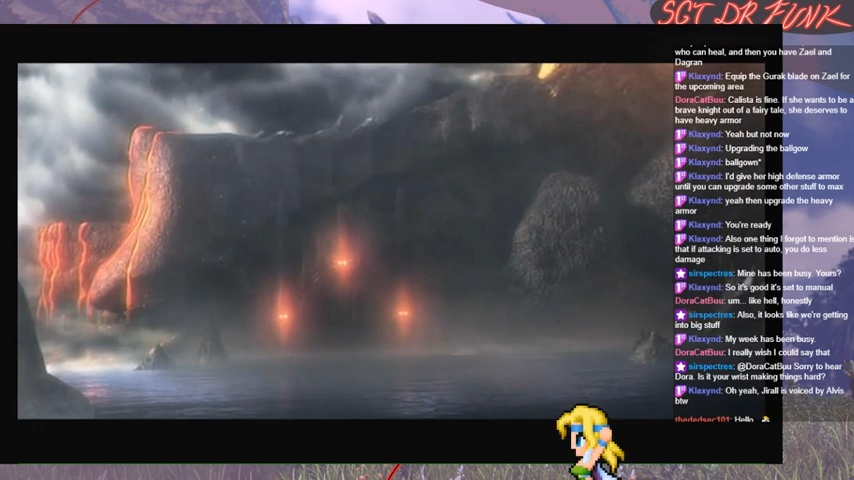 SGT DR FUNK
who can heal, and then you have Zael and
Dagran
Klaxynd: Equip the Gurak blade on Zael for
the upcoming area
DoraCatBuu: Calista is fine. If she wants to be a
brave knight out of a fairy tale, she deserves to
have heavy armor
Klaxynd: Yeah but not now
Klaxynd: Upgrading the ballgow
Klaxynd: ballgown*
Klaxynd: I'd give her high defense armor
until you can upgrade some other stuff to max
Klaxynd: yeah then upgrade the heavy
armor
Klaxynd: You're ready
Klaxynd: Also one thing I forgot to mention is
that if attacking is set to auto, you do less
damage
sirspectres: Mine has been busy. Yours?
Klaxynd: So it's good it's set to manual
DoraCatBuu: um... like hell, honestly
sirspectres: Also, it looks like we're getting
into big stuff
Klaxynd: My week has been busy.
DoraCatBuu: I really wish I could say that
sirspectres: @DoraCatBuu Sorry to hear
Dora. Is it your wrist making things hard?
Klaxynd: Oh yeah, Jirall is voiced by Alvis
btw
thededsec101: Hello